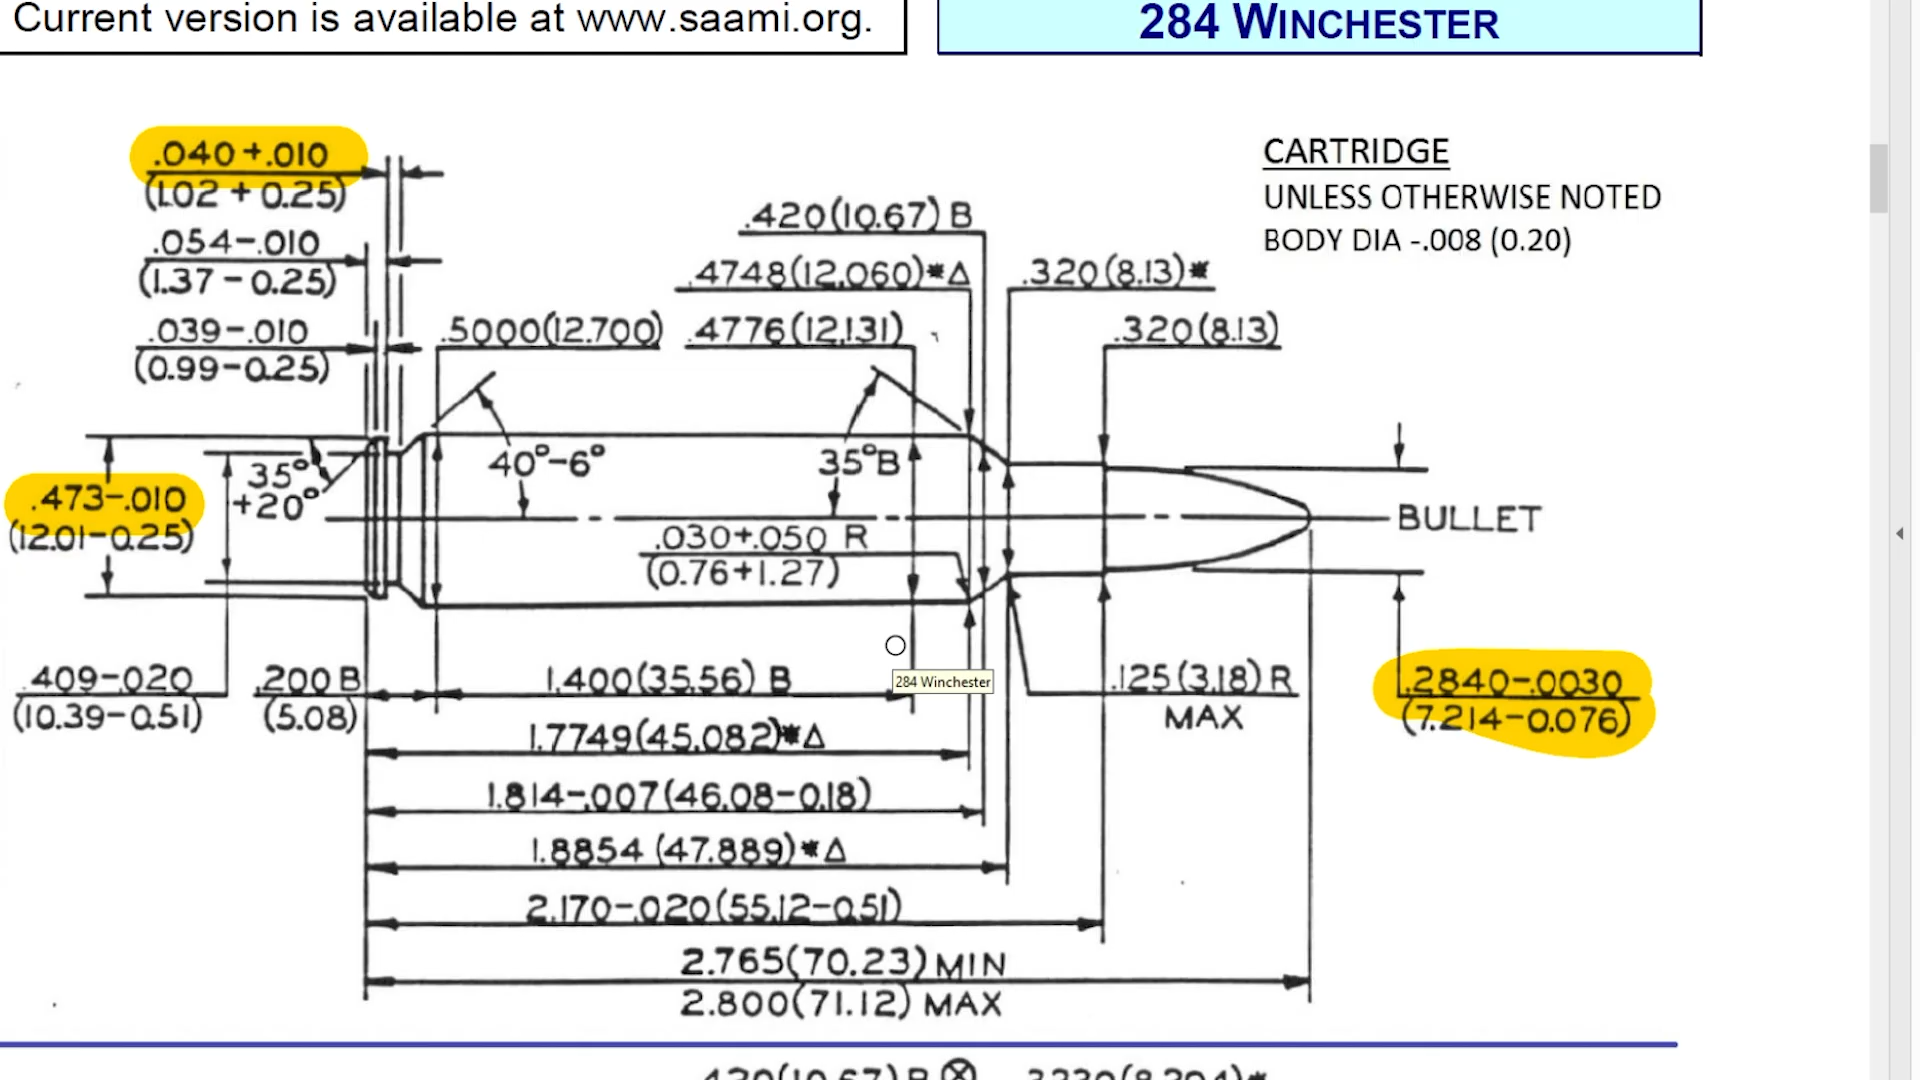 Current version is available at www.saami.org.
284 WINCHESTER
.040+.010
(1.02 + 0.25)
.054-.010
(1.37 - 0.25)
.039-.010
(0.99-0.25)
.420(10.67) B
.4748(12.060)*Δ
.4776(12.131)
.5000(12.700)
.320(8.13)*
.320(8.13)
CARTRIDGE
UNLESS OTHERWISE NOTED
BODY DIA -.008 (0.20)
.473-.010
(12.01-0.25)
35°
+20°
40°-6°
35°B
.030+.050 R
(0.76+1.27)
BULLET
.409-.020
(10.39-0.51)
.200 B
(5.08)
1.400(35.56) B
284 Winchester
.125(3.18) R
MAX
.2840-.0030
(7.214-0.076)
1.7749(45.082)*Δ
1.814-.007(46.08-0.18)
1.8854 (47.889)*Δ
2.170-.020(55.12-0.51)
2.765(70.23) MIN
2.800(71.12) MAX